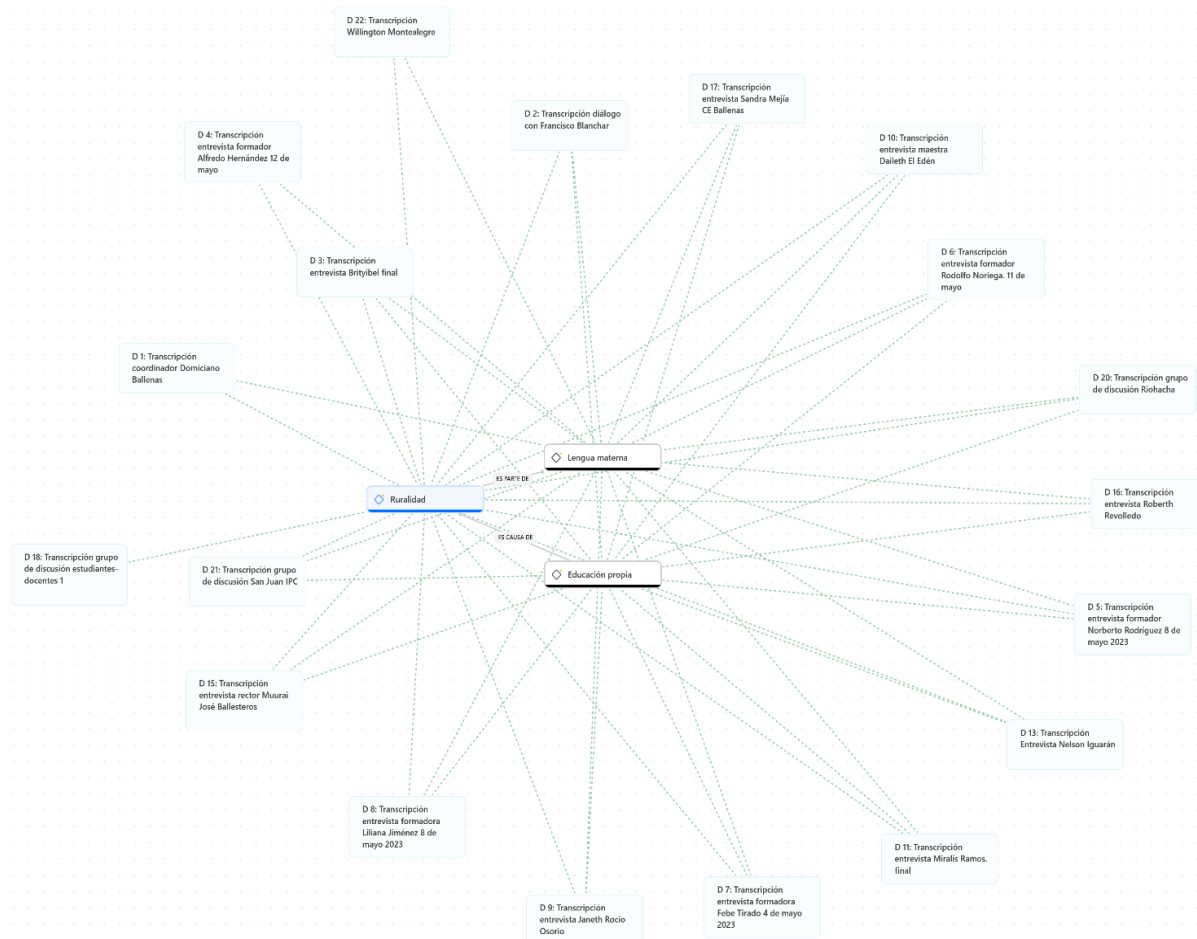 D 22: Transcripción
Willington Montealegre
D 17: Transcripción
entrevista Sandra Mejía
CE Ballenas
D 2: Transcripción diálogo
con Francisco Blanchar
D 4: Transcripción
entrevista formador
Alfredo Hernández 12 de
mayo
D 10: Transcripción
entrevista maestra
Daileth El Edén
D 3: Transcripción
entrevista Brityibel final
D 6: Transcripción
entrevista formador
Rodolfo Noriega. 11 de
mayo
D 1: Transcripción
coordinador Domiciano
Ballenas
D 20: Transcripción grupo
de discusión Riohacha
Lengua materna
ES PARTE DE
Ruralidad
D 16: Transcripción
entrevista Roberth
Revolledo
ES CAUSA DE
D 18: Transcripción grupo
de discusión estudiantes-
docentes 1
D 21: Transcripción grupo
de discusión San Juan IPC
Educación propia
D 5: Transcripción
entrevista formador
Norberto Rodríguez 8 de
mayo 2023
D 15: Transcripción
entrevista rector Muurai
José Ballesteros
D 13: Transcripción
Entrevista Nelson Iguarán
D 8: Transcripción
entrevista formadora
Liliana Jiménez 8 de
mayo 2023
D 11: Transcripción
entrevista Miralis Ramos.
final
D 7: Transcripción
entrevista formadora
Febe Tirado 4 de mayo
2023
D 9: Transcripción
entrevista Janeth Rocío
Osorio